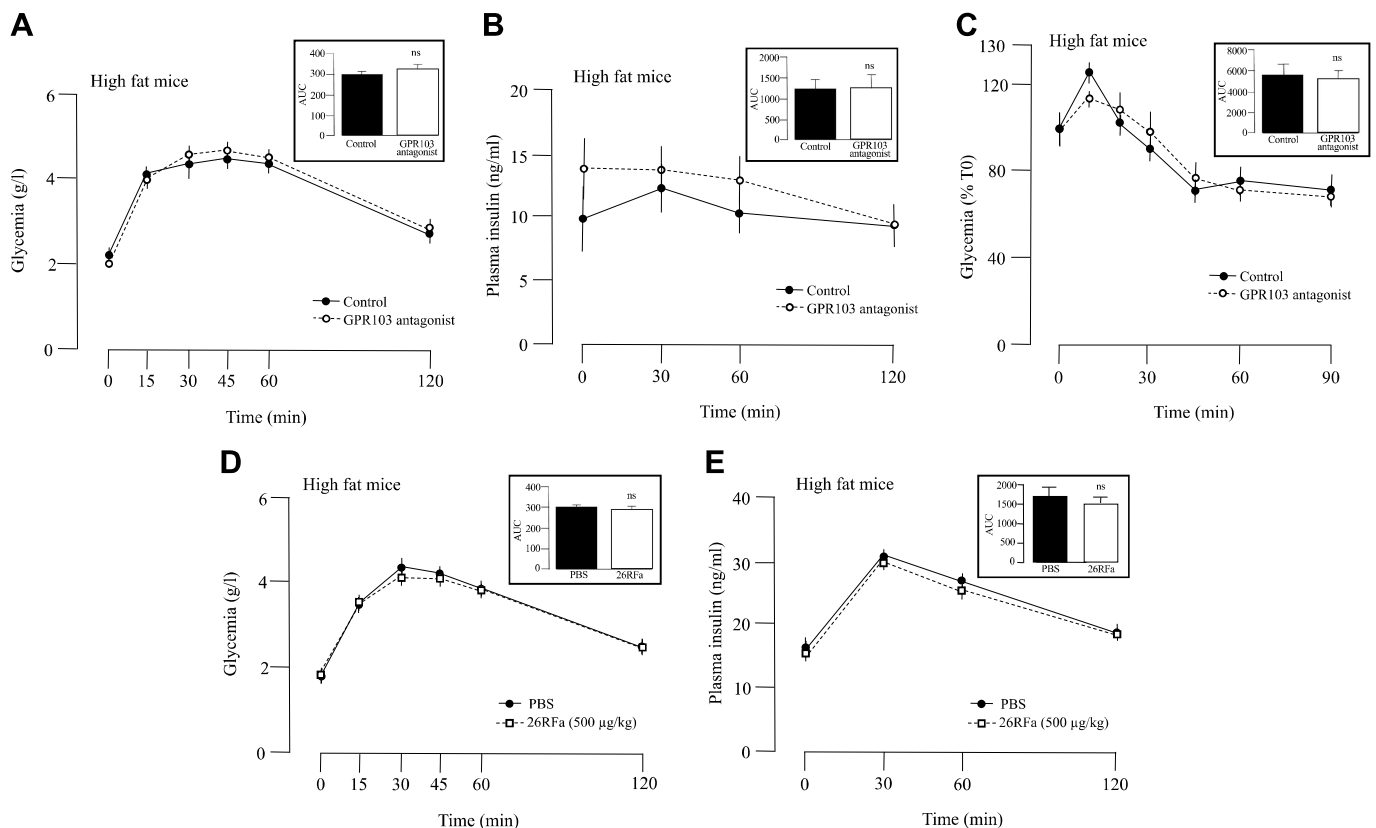 A
High fat mice
400
300
200
100
0
AUC
ns
Control
GPR103
antagonist
6
4
2
0
Glycemia (g/l)
Control
GPR103 antagonist
0 15 30 45 60 120
Time (min)
B
High fat mice
2000
1500
1000
500
0
AUC
ns
Control
GPR103
antagonist
20
15
10
5
0
Plasma insulin (ng/ml)
Control
GPR103 antagonist
0 30 60 120
Time (min)
C
High fat mice
8000
6000
4000
2000
0
AUC
ns
Control
GPR103
antagonist
130
120
80
40
0
Glycemia (% T0)
Control
GPR103 antagonist
0 30 60 90
Time (min)
D
High fat mice
400
300
200
100
0
AUC
ns
PBS 26RFa
6
4
2
0
Glycemia (g/l)
PBS
26RFa (500 µg/kg)
0 15 30 45 60 120
Time (min)
E
High fat mice
2000
1500
1000
500
0
AUC
ns
PBS 26RFa
40
30
20
10
0
Plasma insulin (ng/ml)
PBS
26RFa (500 µg/kg)
0 30 60 120
Time (min)